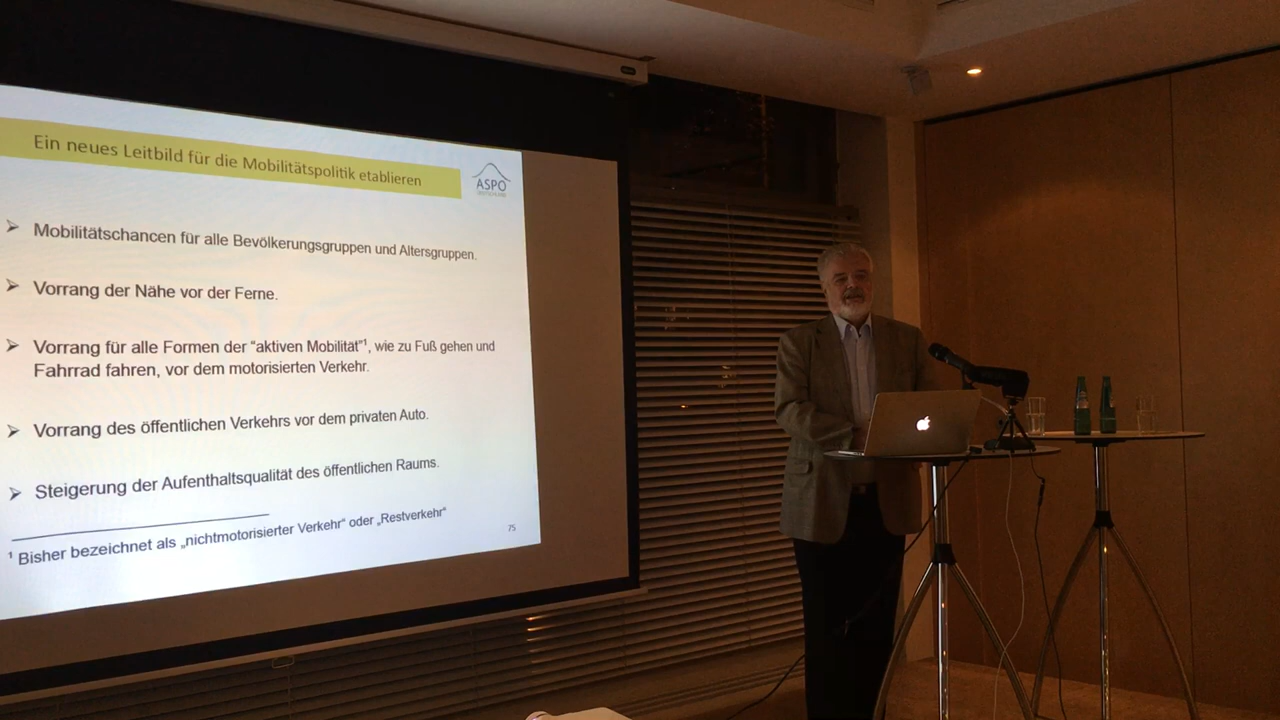 Ein neues Leitbild für die Mobilitätspolitik etablieren
ASPO
Mobilitätschancen für alle Bevölkerungsgruppen und Altersgruppen.
Vorrang der Nähe vor der Ferne.
Vorrang für alle Formen der “aktiven Mobilität”¹, wie zu Fuß gehen und
Fahrrad fahren, vor dem motorisierten Verkehr.
Vorrang des öffentlichen Verkehrs vor dem privaten Auto.
Steigerung der Aufenthaltsqualität des öffentlichen Raums.
¹ Bisher bezeichnet als „nichtmotorisierter Verkehr“ oder „Restverkehr“
75